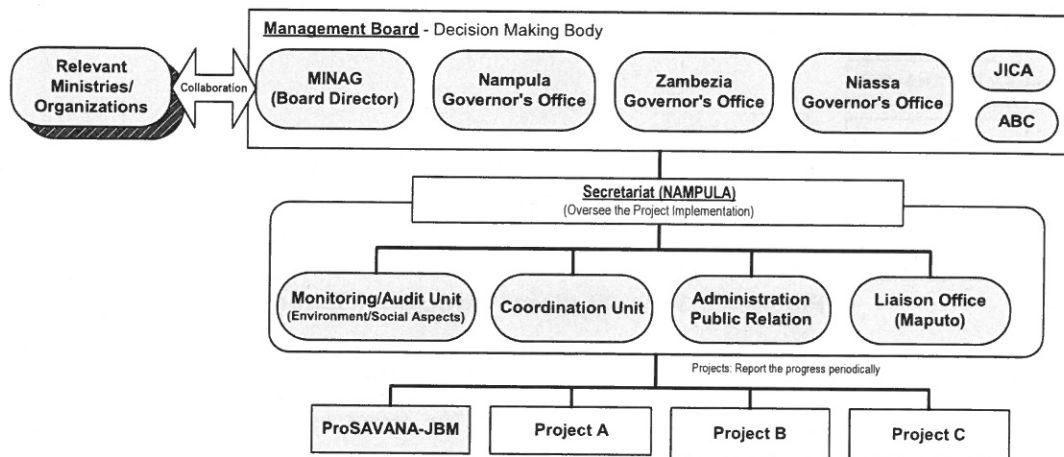 Management Board - Decision Making Body
Relevant
Ministries/
Organizations
Collaboration
MINAG
(Board Director)
Nampula
Governor's Office
Zambezia
Governor's Office
Niassa
Governor's Office
JICA
ABC
Secretariat (NAMPULA)
(Oversee the Project Implementation)
Monitoring/Audit Unit
(Environment/Social Aspects)
Coordination Unit
Administration
Public Relation
Liaison Office
(Maputo)
Projects: Report the progress periodically
ProSAVANA-JBM
Project A
Project B
Project C